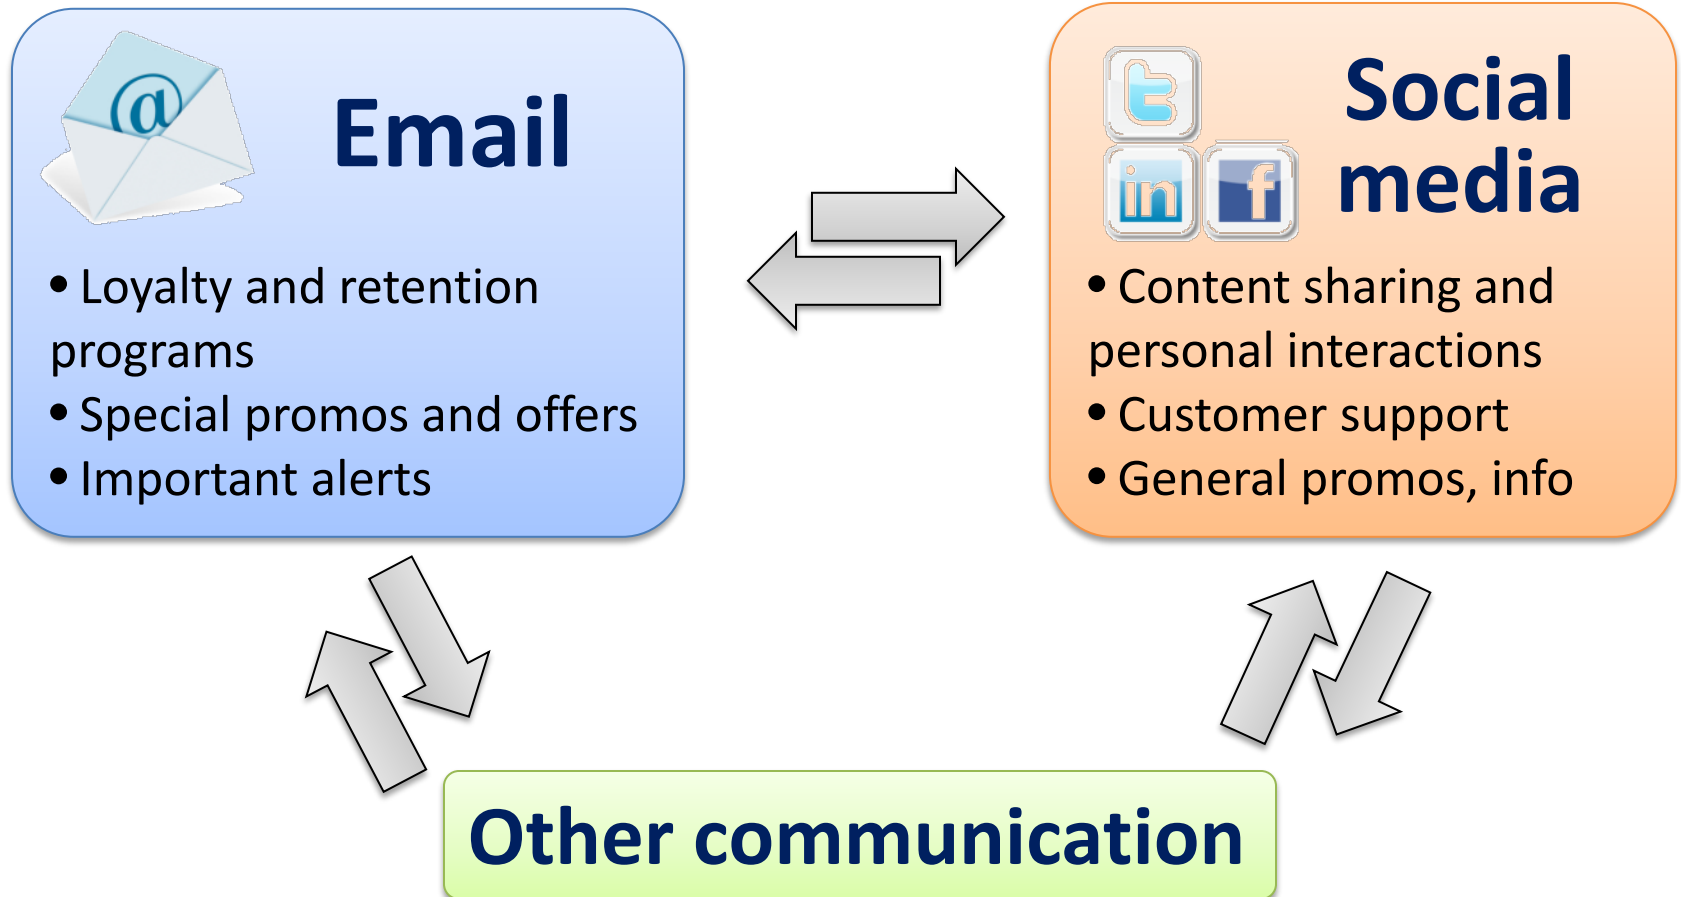 @
Email
• Loyalty and retention
programs
• Special promos and offers
• Important alerts
t
in
f
Social
media
• Content sharing and
personal interactions
• Customer support
• General promos, info
Other communication